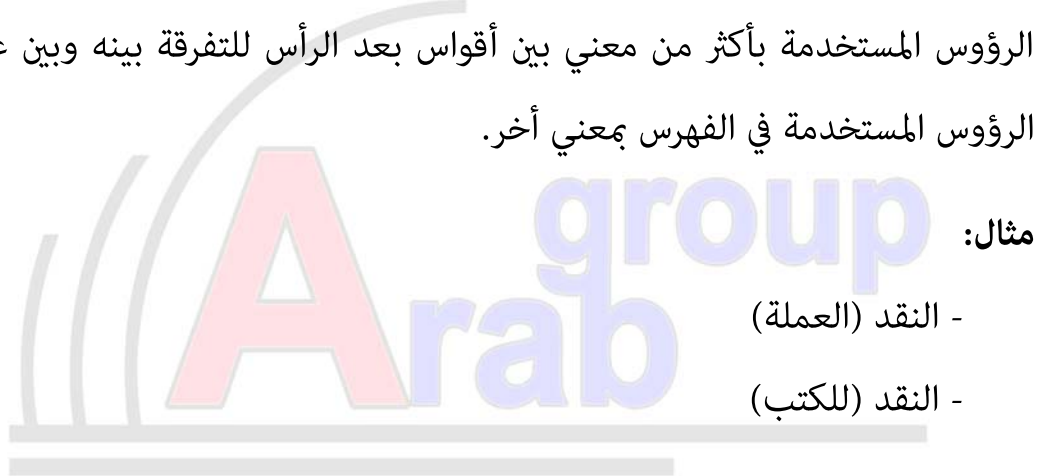 الرؤوس المستخدمة بأكثر من معني بين أقواس بعد الرأس للتفرقة بينه وبين
الرؤوس المستخدمة في الفهرس بمعني أخر.
مثال:
- النقد (العملة)
- النقد (للكتب)
Arab group